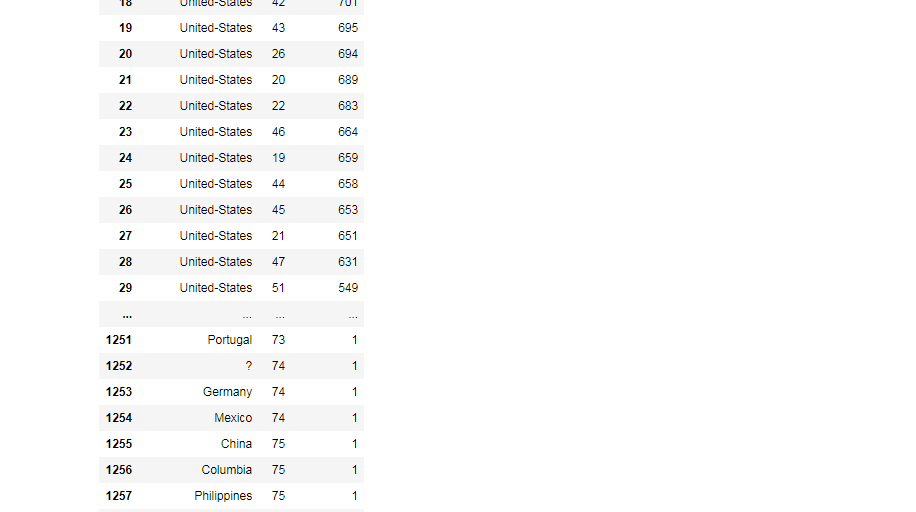 18 United-States 42 701
19 United-States 43 695
20 United-States 26 694
21 United-States 20 689
22 United-States 22 683
23 United-States 46 664
24 United-States 19 659
25 United-States 44 658
26 United-States 45 653
27 United-States 21 651
28 United-States 47 631
29 United-States 51 549
... ... ... ...
1251 Portugal 73 1
1252 ? 74 1
1253 Germany 74 1
1254 Mexico 74 1
1255 China 75 1
1256 Columbia 75 1
1257 Philippines 75 1